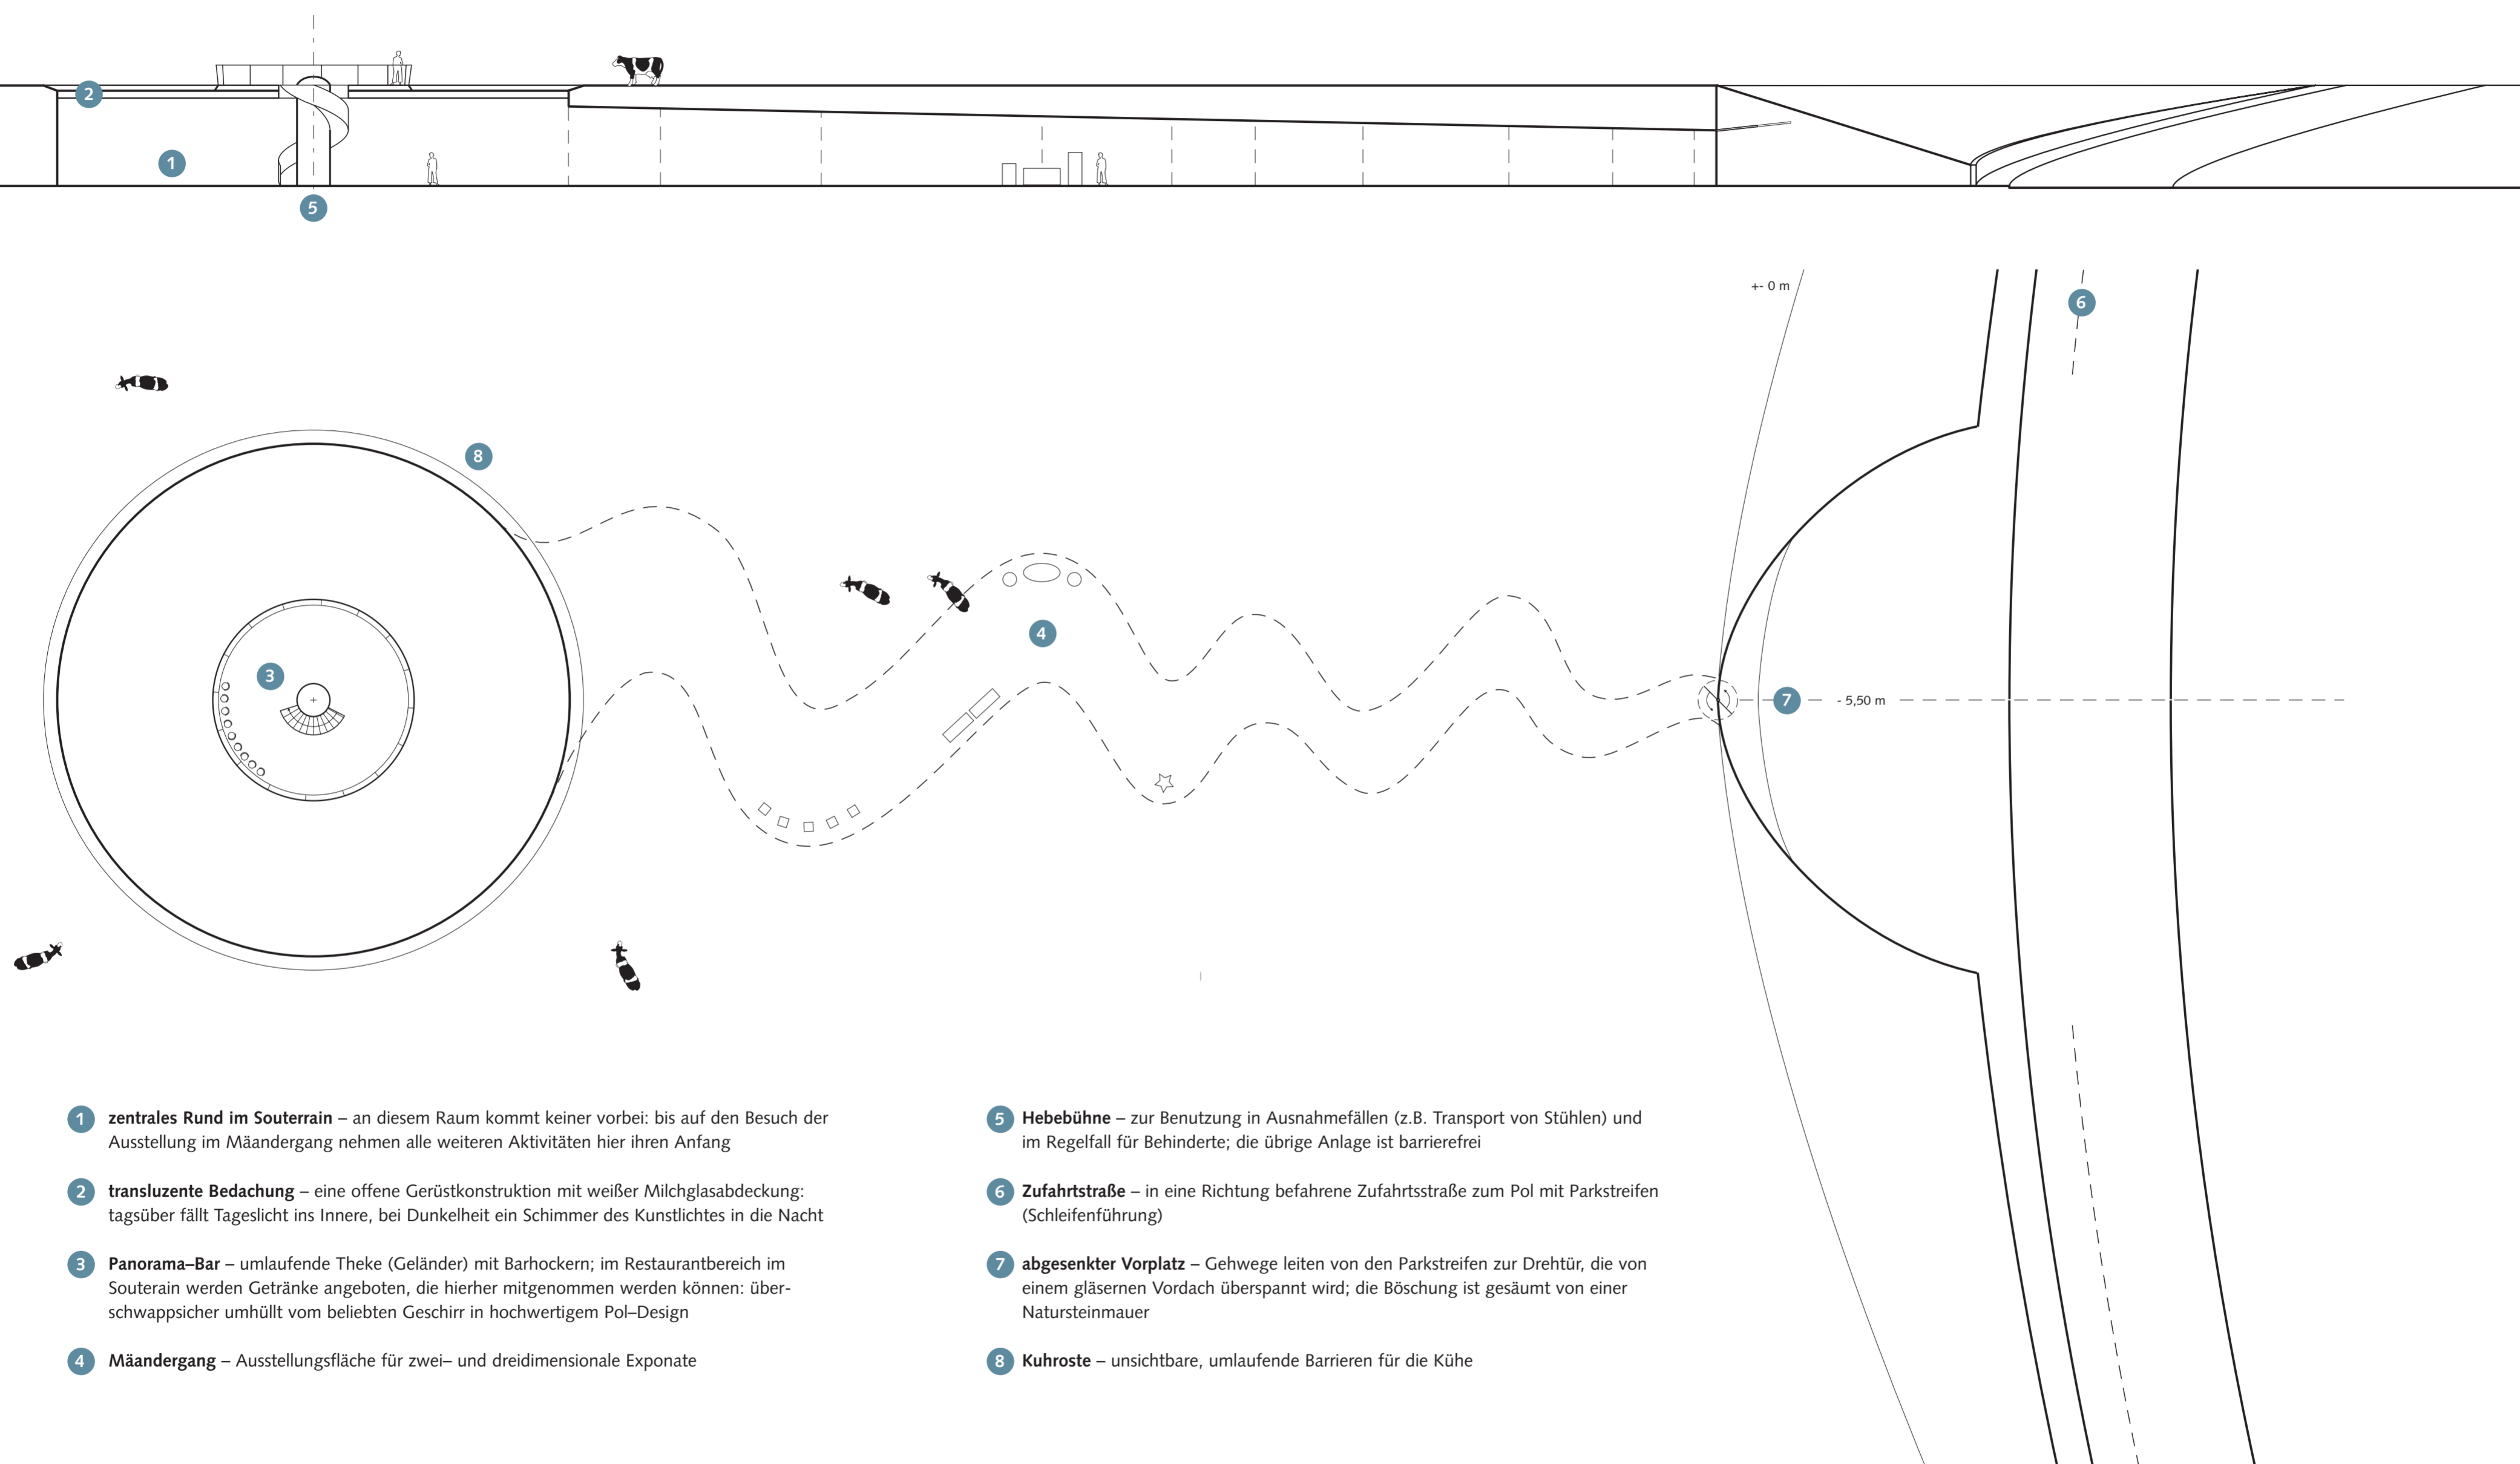 2
1
5
+- 0 m
6
8
3
4
7
- 5,50 m
1 zentrales Rund im Souterrain – an diesem Raum kommt keiner vorbei: bis auf den Besuch der
Ausstellung im Mäandergang nehmen alle weiteren Aktivitäten hier ihren Anfang
2 transluzente Bedachung – eine offene Gerüstkonstruktion mit weißer Milchglasabdeckung:
tagsüber fällt Tageslicht ins Innere, bei Dunkelheit ein Schimmer des Kunstlichtes in die Nacht
3 Panorama–Bar – umlaufende Theke (Geländer) mit Barhockern; im Restaurantbereich im
Souterain werden Getränke angeboten, die hierher mitgenommen werden können: über-
schwappsicher umhüllt vom beliebten Geschirr in hochwertigem Pol–Design
4 Mäandergang – Ausstellungsfläche für zwei– und dreidimensionale Exponate
5 Hebebühne – zur Benutzung in Ausnahmefällen (z.B. Transport von Stühlen) und
im Regelfall für Behinderte; die übrige Anlage ist barrierefrei
6 Zufahrtstraße – in eine Richtung befahrene Zufahrtsstraße zum Pol mit Parkstreifen
(Schleifenführung)
7 abgesenkter Vorplatz – Gehwege leiten von den Parkstreifen zur Drehtür, die von
einem gläsernen Vordach überspannt wird; die Böschung ist gesäumt von einer
Natursteinmauer
8 Kuhroste – unsichtbare, umlaufende Barrieren für die Kühe